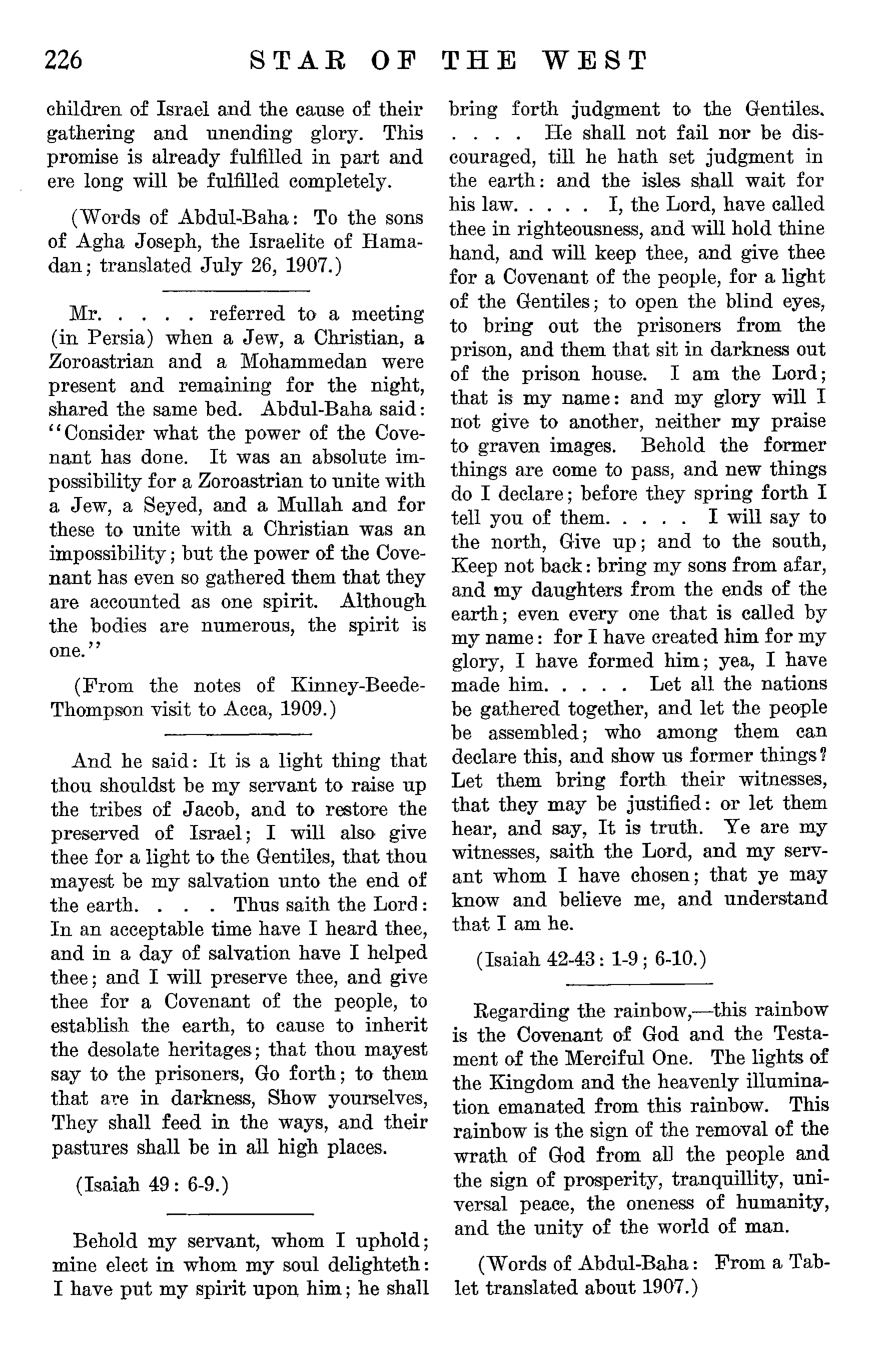 226 STAR OF THE WEST
children of Israel and the cause of their
gathering and unending glory. This
promise is already fulfilled in part and
ere long will be fulfilled completely.
(Words of Abdul-Baha: To the sons
of Agha Joseph, the Israelite of Hama-
dan; translated July 26, 1907.)
Mr. . . . . . referred to a meeting
(in Persia) when a Jew, a Christian, a
Zoroastrian and a Mohammedan were
present and remaining for the night,
shared the same bed. Abdul-Baha said:
“Consider what the power of the Cove-
nant has done. It was an absolute im-
possibility for a Zoroastrian to unite with
a Jew, a Seyed, and a Mullah and for
these to unite with a Christian was an
impossibility; but the power of the Cove-
nant has even so gathered them that they
are accounted as one spirit. Although
the bodies are numerous, the spirit is
one.”
(From the notes of Kinney-Beede-
Thompson visit to Acca, 1909.)
And he said: It is a light thing that
thou shouldst be my servant to raise up
the tribes of Jacob, and to restore the
preserved of Israel; I will also give
thee for a light to the Gentiles, that thou
mayest be my salvation unto the end of
the earth. . . . . Thus saith the Lord:
In an acceptable time have I heard thee,
and in a day of salvation have I helped
thee; and I will preserve thee, and give
thee for a Covenant of the people, to
establish the earth, to cause to inherit
the desolate heritages; that thou mayest
say to the prisoners, Go forth; to them
that are in darkness, Show yourselves,
They shall feed in the ways, and their
pastures shall be in all high places.
(Isaiah 49: 6-9.)
Behold my servant, whom I uphold;
mine elect in whom my soul delighteth:
I have put my spirit upon him; he shall
bring forth judgment to the Gentiles.
. . . . He shall not fail nor be dis-
couraged, till he hath set judgment in
the earth: and the isles shall wait for
his law. . . . . . I, the Lord, have called
thee in righteousness, and will hold thine
hand, and will keep thee, and give thee
for a Covenant of the people, for a light
of the Gentiles; to open the blind eyes,
to bring out the prisoners from the
prison, and them that sit in darkness out
of the prison house. I am the Lord;
that is my name: and my glory will I
not give to another, neither my praise
to graven images. Behold the former
things are come to pass, and new things
do I declare; before they spring forth I
tell you of them. . . . . . I will say to
the north, Give up; and to the south,
Keep not back: bring my sons from afar,
and my daughters from the ends of the
earth; even every one that is called by
my name: for I have created him for my
glory, I have formed him; yea, I have
made him. . . . . . Let all the nations
be gathered together, and let the people
be assembled; who among them can
declare this, and show us former things?
Let them bring forth their witnesses,
that they may be justified: or let them
hear, and say, It is truth. Ye are my
witnesses, saith the Lord, and my serv-
ant whom I have chosen; that ye may
know and believe me, and understand
that I am he.
(Isaiah 42-43: 1-9; 6-10.)
Regarding the rainbow,—this rainbow
is the Covenant of God and the Testa-
ment of the Merciful One. The lights of
the Kingdom and the heavenly illumina-
tion emanated from this rainbow. This
rainbow is the sign of the removal of the
wrath of God from all the people and
the sign of prosperity, tranquillity, uni-
versal peace, the oneness of humanity,
and the unity of the world of man.
(Words of Abdul-Baha: From a Tab-
let translated about 1907.)